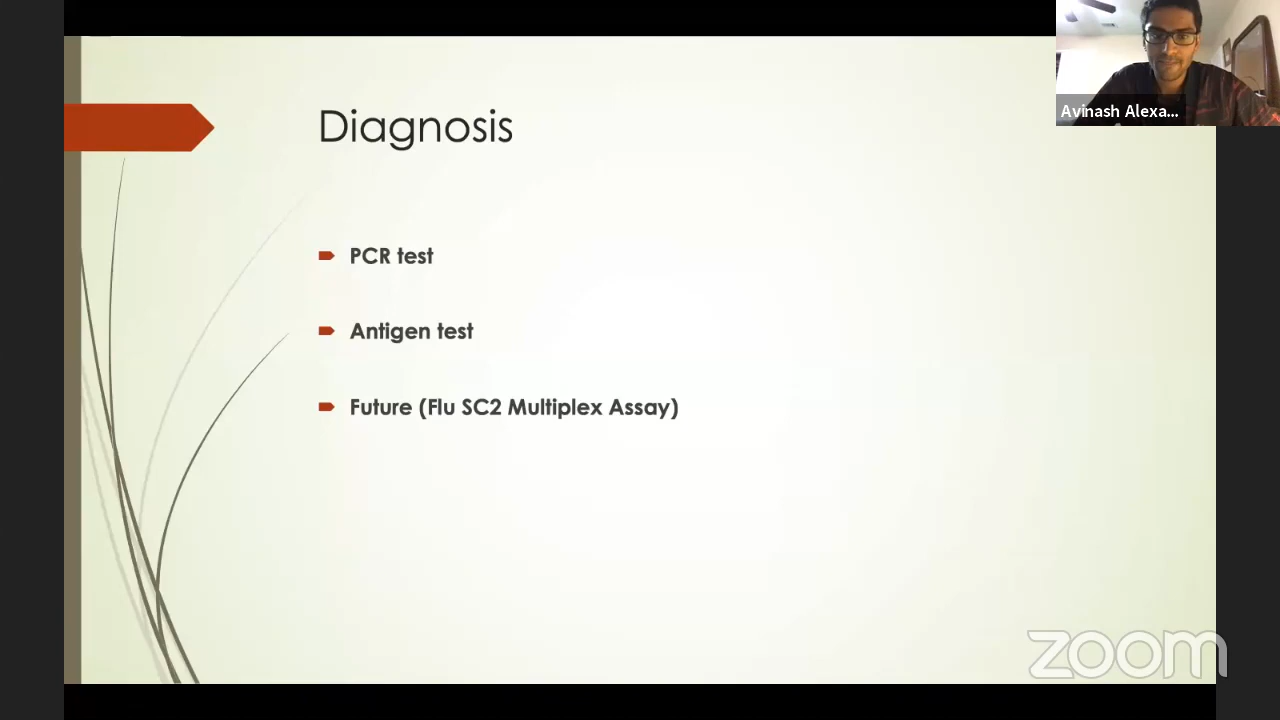 Avinash Alexa...
Diagnosis
PCR test
Antigen test
Future (Flu SC2 Multiplex Assay)
zoom